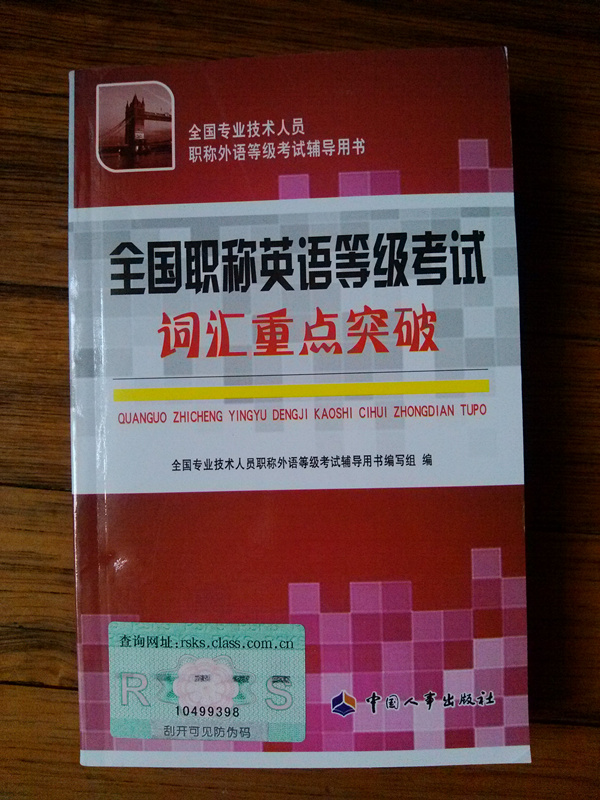 全国专业技术人员
职称外语等级考试辅导用书
全国职称英语等级考试
词汇重点突破
QUANGUO ZHICHENG YINGYU DENGJI KAOSHI CIHUI ZHONGDIAN TUPO
全国专业技术人员职称外语等级考试辅导用书编写组 编
查询网址:rsks.class.com.cn
R S
10499398
刮开可见防伪码
中国人事出版社